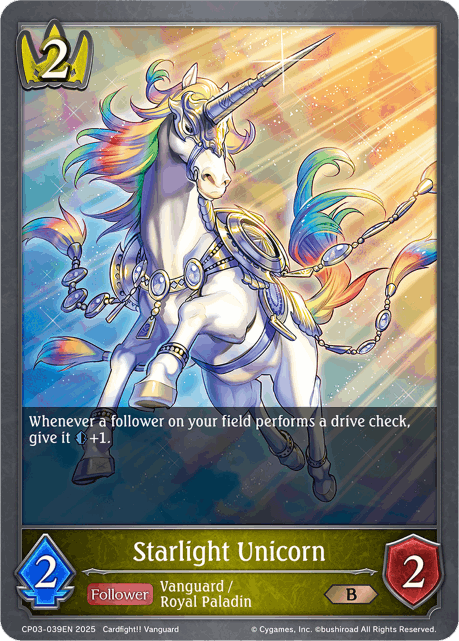 2
Whenever a follower on your field performs a drive check,
give it +1.
Starlight Unicorn
2
Follower
Vanguard /
Royal Paladin
B
2
CP03-039EN 2025 Cardfight!! Vanguard
© Cygames, Inc. ©bushiroad All Rights Reserved.